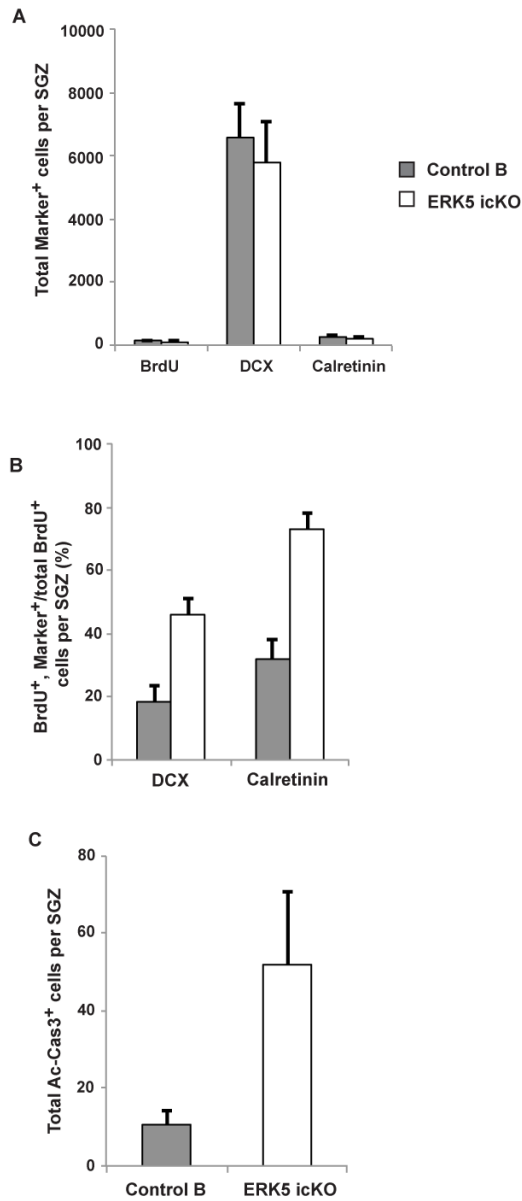 A
Total Marker+ cells per SGZ
10000
8000
6000
4000
2000
0
BrdU DCX Calretinin
Control B
ERK5 icKO
B
BrdU+, Marker+/total BrdU+
cells per SGZ (%)
100
80
60
40
20
0
DCX Calretinin
C
Total Ac-Cas3+ cells per SGZ
80
60
40
20
0
Control B ERK5 icKO